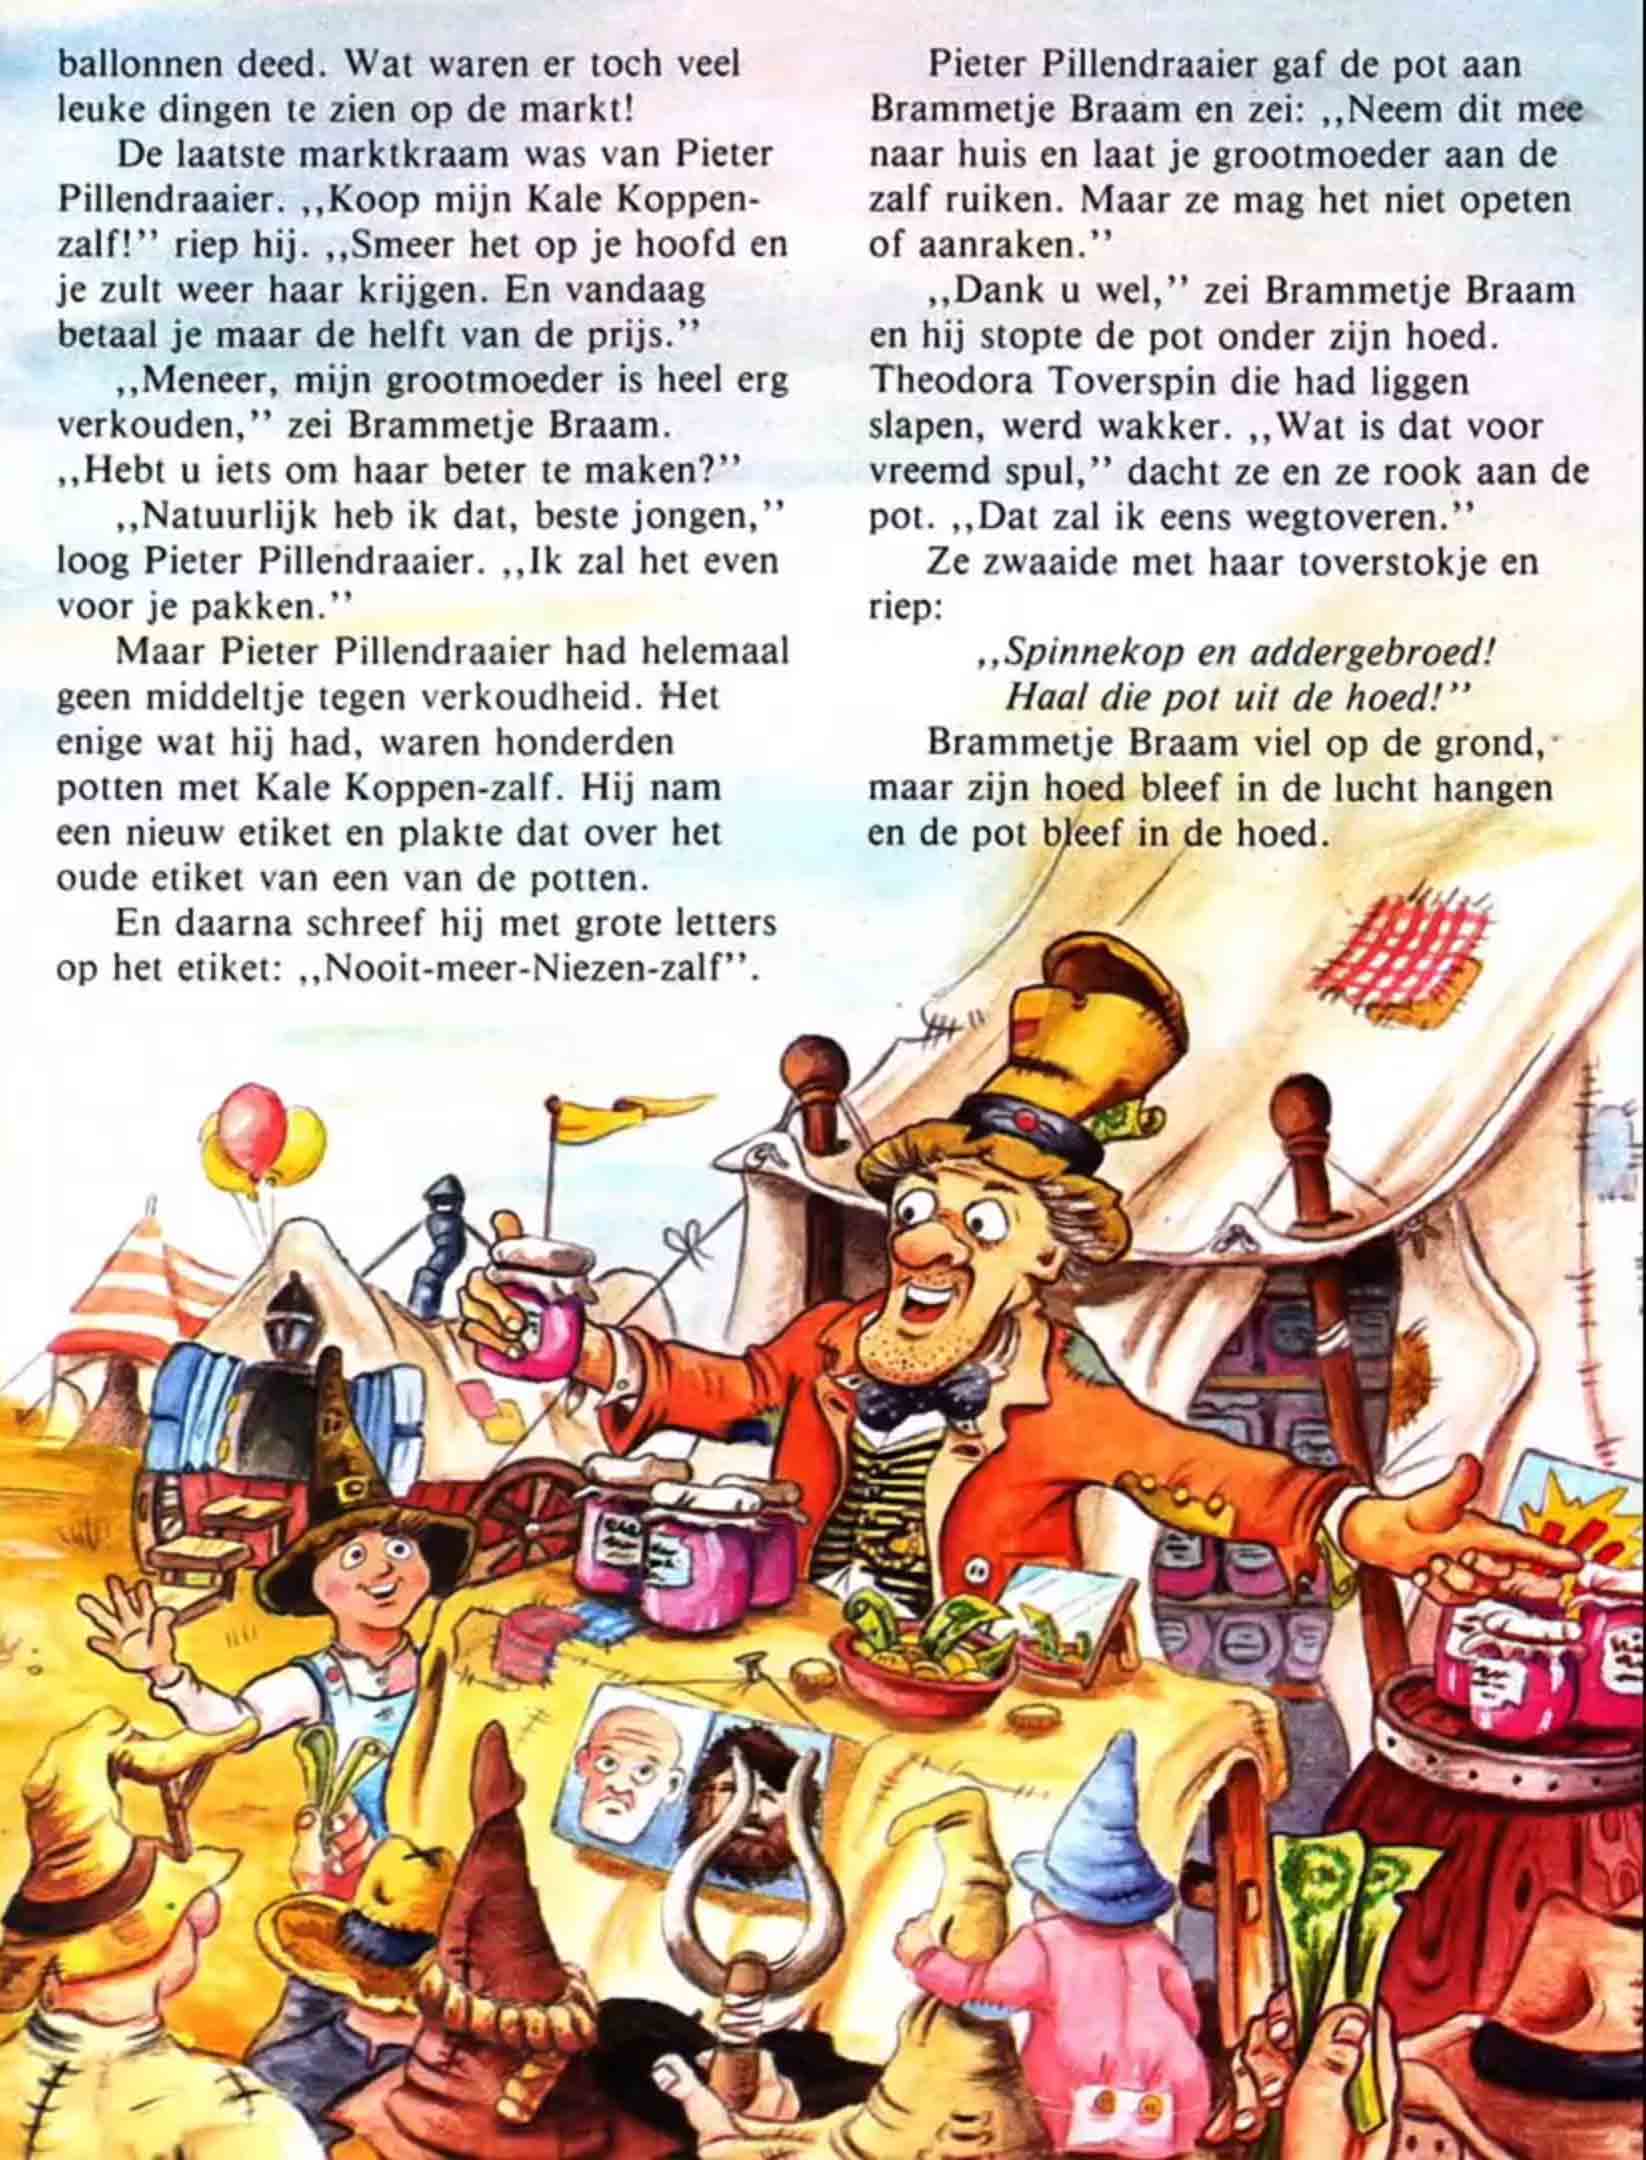 ballonnen deed. Wat waren er toch veel
leuke dingen te zien op de markt!
De laatste marktkraam was van Pieter
Pillendraaier. ,,Koop mijn Kale Koppen-
zalf!’’ riep hij. ,,Smeer het op je hoofd en
je zult weer haar krijgen. En vandaag
betaal je maar de helft van de prijs.’’
,,Meneer, mijn grootmoeder is heel erg
verkouden,’’ zei Brammetje Braam.
,,Hebt u iets om haar beter te maken?’’
,,Natuurlijk heb ik dat, beste jongen,’’
loog Pieter Pillendraaier. ,,Ik zal het even
voor je pakken.’’
Maar Pieter Pillendraaier had helemaal
geen middeltje tegen verkoudheid. Het
enige wat hij had, waren honderden
potten met Kale Koppen-zalf. Hij nam
een nieuw etiket en plakte dat over het
oude etiket van een van de potten.
En daarna schreef hij met grote letters
op het etiket: ,,Nooit-meer-Niezen-zalf’’.
Pieter Pillendraaier gaf de pot aan
Brammetje Braam en zei: ,,Neem dit mee
naar huis en laat je grootmoeder aan de
zalf ruiken. Maar ze mag het niet opeten
of aanraken.’’
,,Dank u wel,’’ zei Brammetje Braam
en hij stopte de pot onder zijn hoed.
Theodora Toverspin die had liggen
slapen, werd wakker. ,,Wat is dat voor
vreemd spul,’’ dacht ze en ze rook aan de
pot. ,,Dat zal ik eens wegtoveren.’’
Ze zwaaide met haar toverstokje en
riep:
,,Spinnekop en addergebroed!
Haal die pot uit de hoed!’’
Brammetje Braam viel op de grond,
maar zijn hoed bleef in de lucht hangen
en de pot bleef in de hoed.